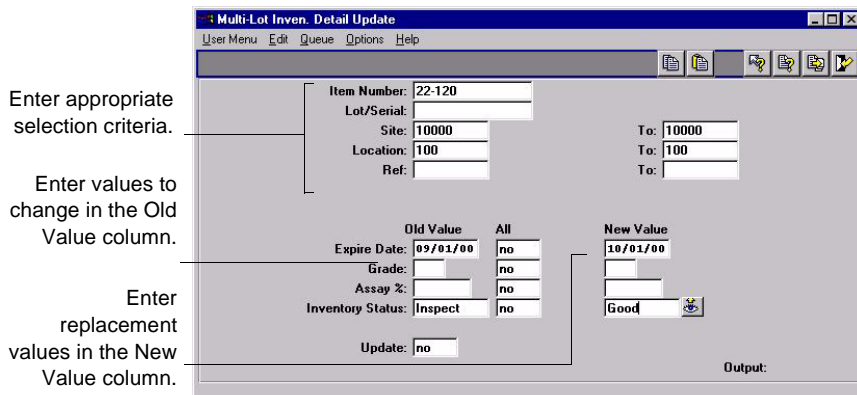 Multi-Lot Inven. Detail Update
User Menu Edit Queue Options Help
Enter appropriate
selection criteria.
Item Number: 22-120
Lot/Serial:
Site: 10000 To: 10000
Location: 100 To: 100
Ref: To:
Enter values to
change in the Old
Value column.
Old Value All New Value
Expire Date: 09/01/00 no 10/01/00
Grade: no
Assay %: no
Inventory Status: Inspect no Good
Enter
replacement
values in the New
Value column.
Update: no
Output: